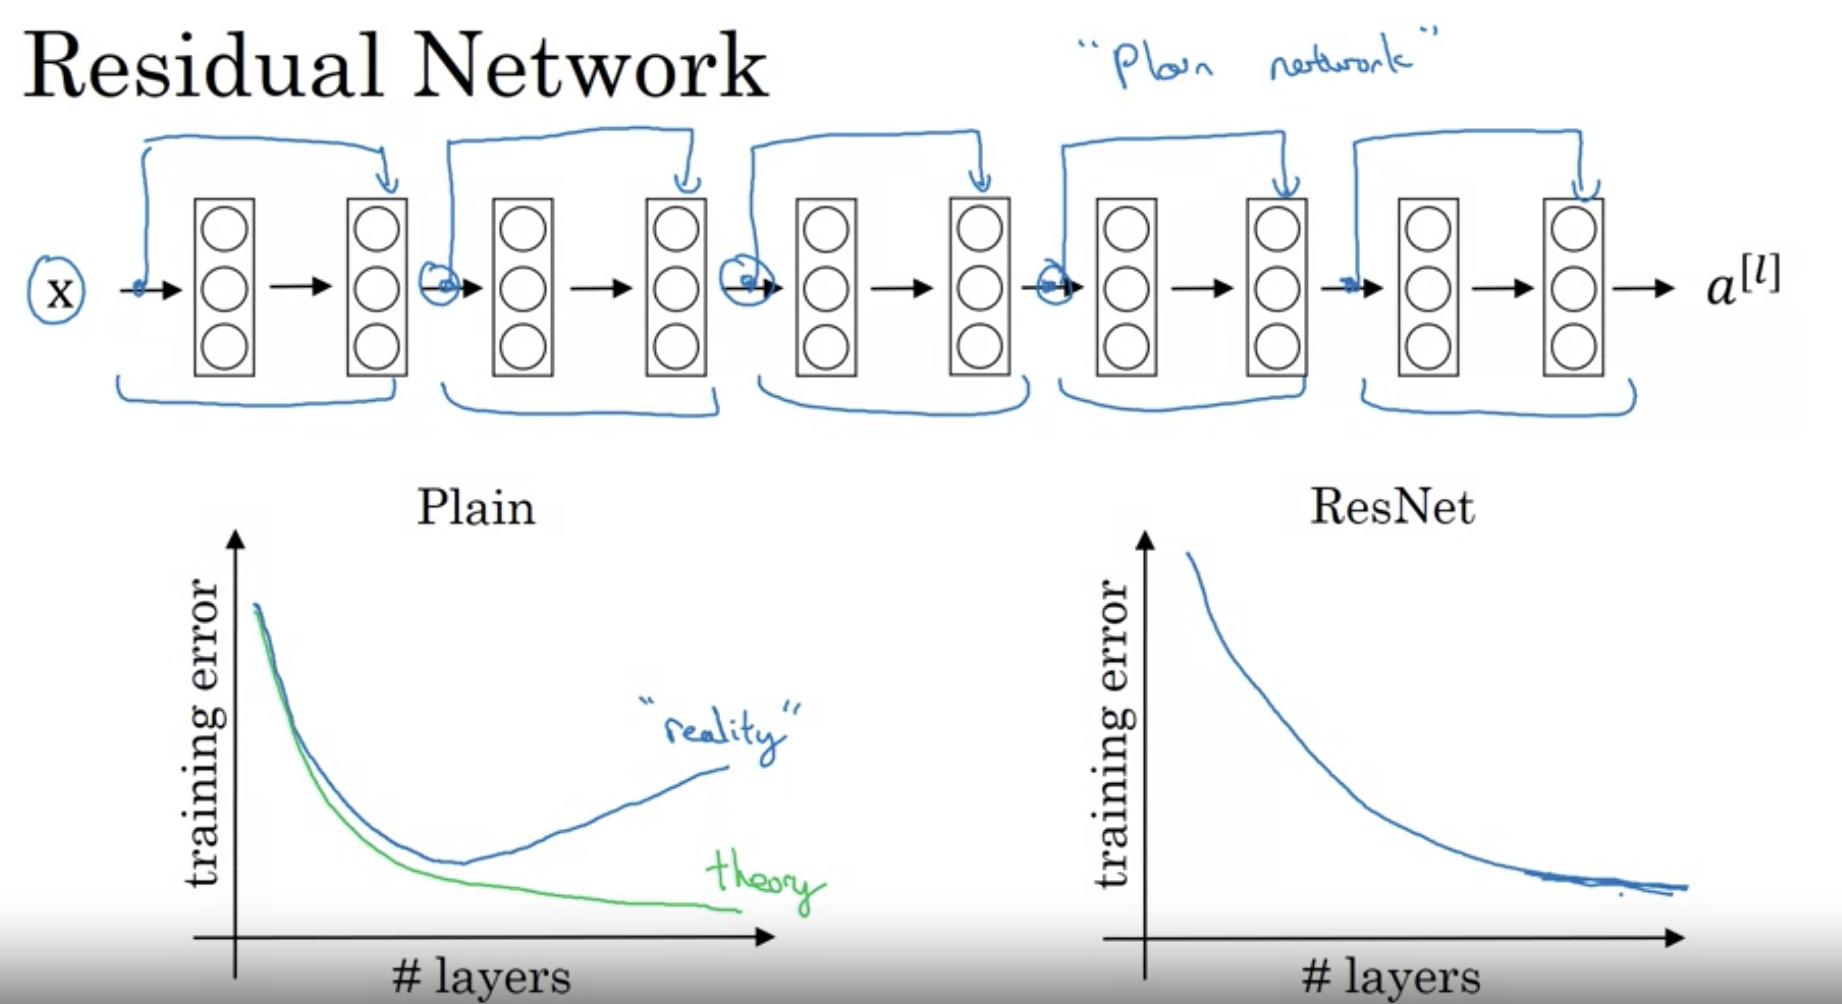 Residual Network
"Plain network"
x
a[l]
Plain
training error
"reality"
theory
# layers
ResNet
training error
# layers